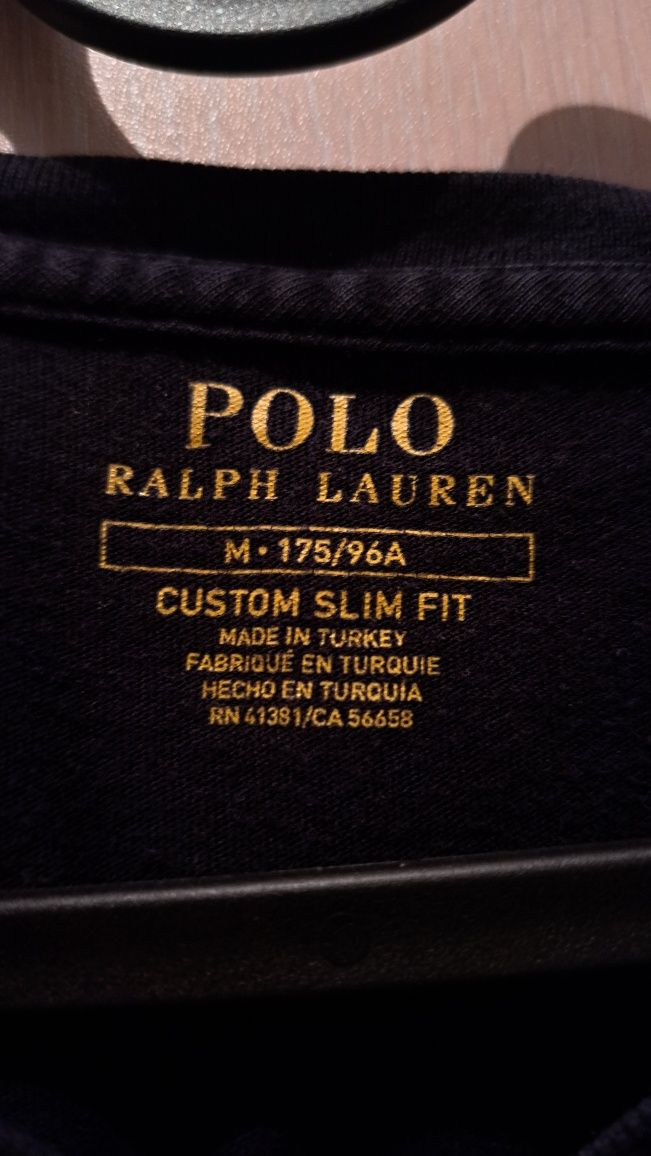 POLO
RALPH LAUREN
M • 175/96A
CUSTOM SLIM FIT
MADE IN TURKEY
FABRIQUÉ EN TURQUIE
HECHO EN TURQUIA
RN 41381/CA 56658